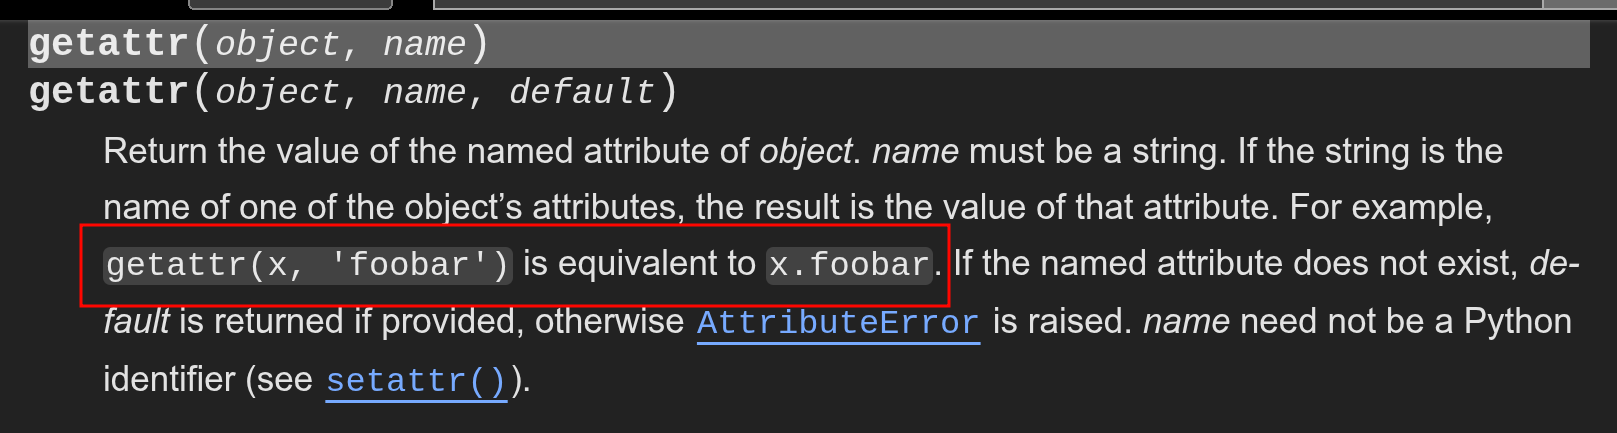 getattr(object, name)
getattr(object, name, default)
Return the value of the named attribute of object. name must be a string. If the string is the
name of one of the object’s attributes, the result is the value of that attribute. For example,
getattr(x, 'foobar') is equivalent to x.foobar. If the named attribute does not exist, de-
fault is returned if provided, otherwise AttributeError is raised. name need not be a Python
identifier (see setattr()).